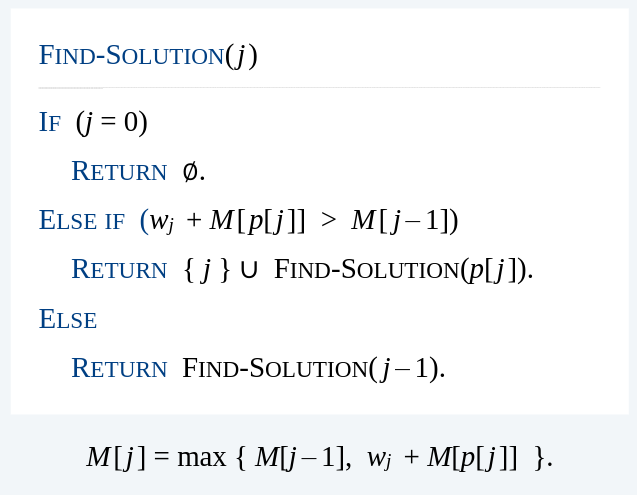 FIND-SOLUTION(j)
IF (j = 0)
RETURN ∅.
ELSE IF (wj + M[p[j]] > M[j – 1])
RETURN { j } ∪ FIND-SOLUTION(p[j]).
ELSE
RETURN FIND-SOLUTION(j – 1).
M[j] = max { M[j – 1], wj + M[p[j]] }.